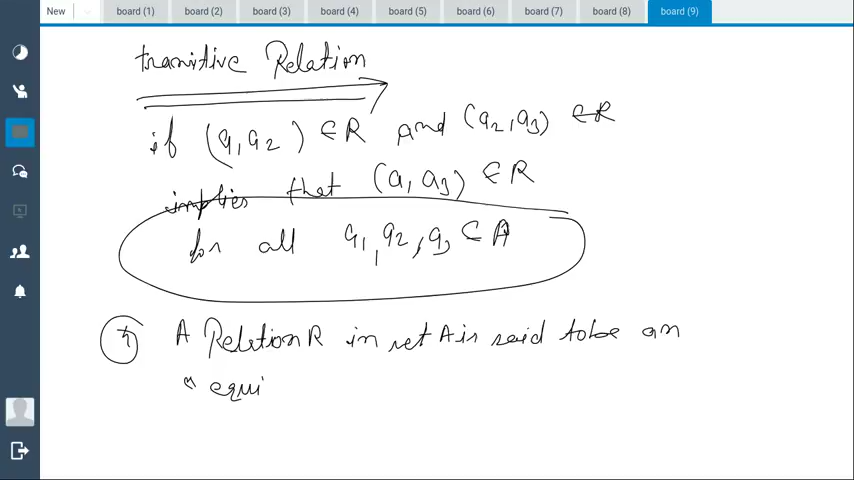 New board (1) board (2) board (3) board (4) board (5) board (6) board (7) board (8) board (9)
transitive Relation
if (a1, a2) ∈ R and (a2, a3) ∈ R
implies that (a1, a3) ∈ R
for all a1, a2, a3 ∈ A
A Relation R in set A is said to be an
" equi